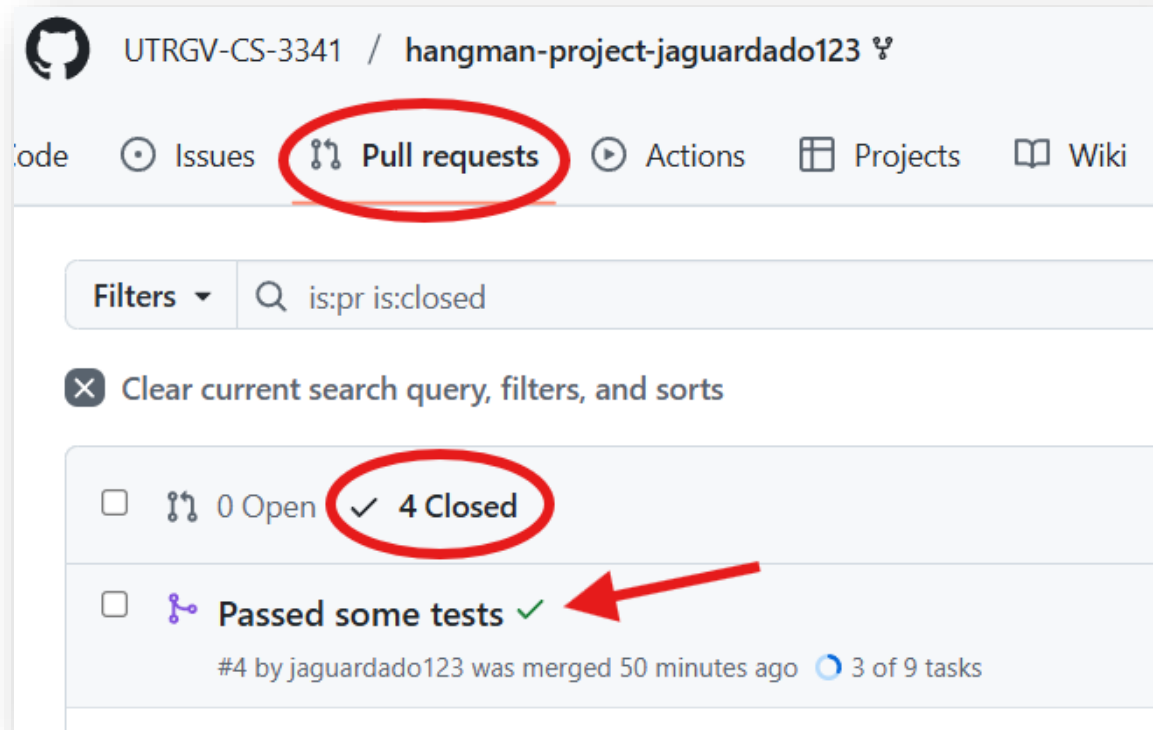 UTRGV-CS-3341 / hangman-project-jaguardado123
ode Issues Pull requests Actions Projects Wiki
Filters is:pr is:closed
Clear current search query, filters, and sorts
0 Open 4 Closed
Passed some tests
#4 by jaguardado123 was merged 50 minutes ago 3 of 9 tasks